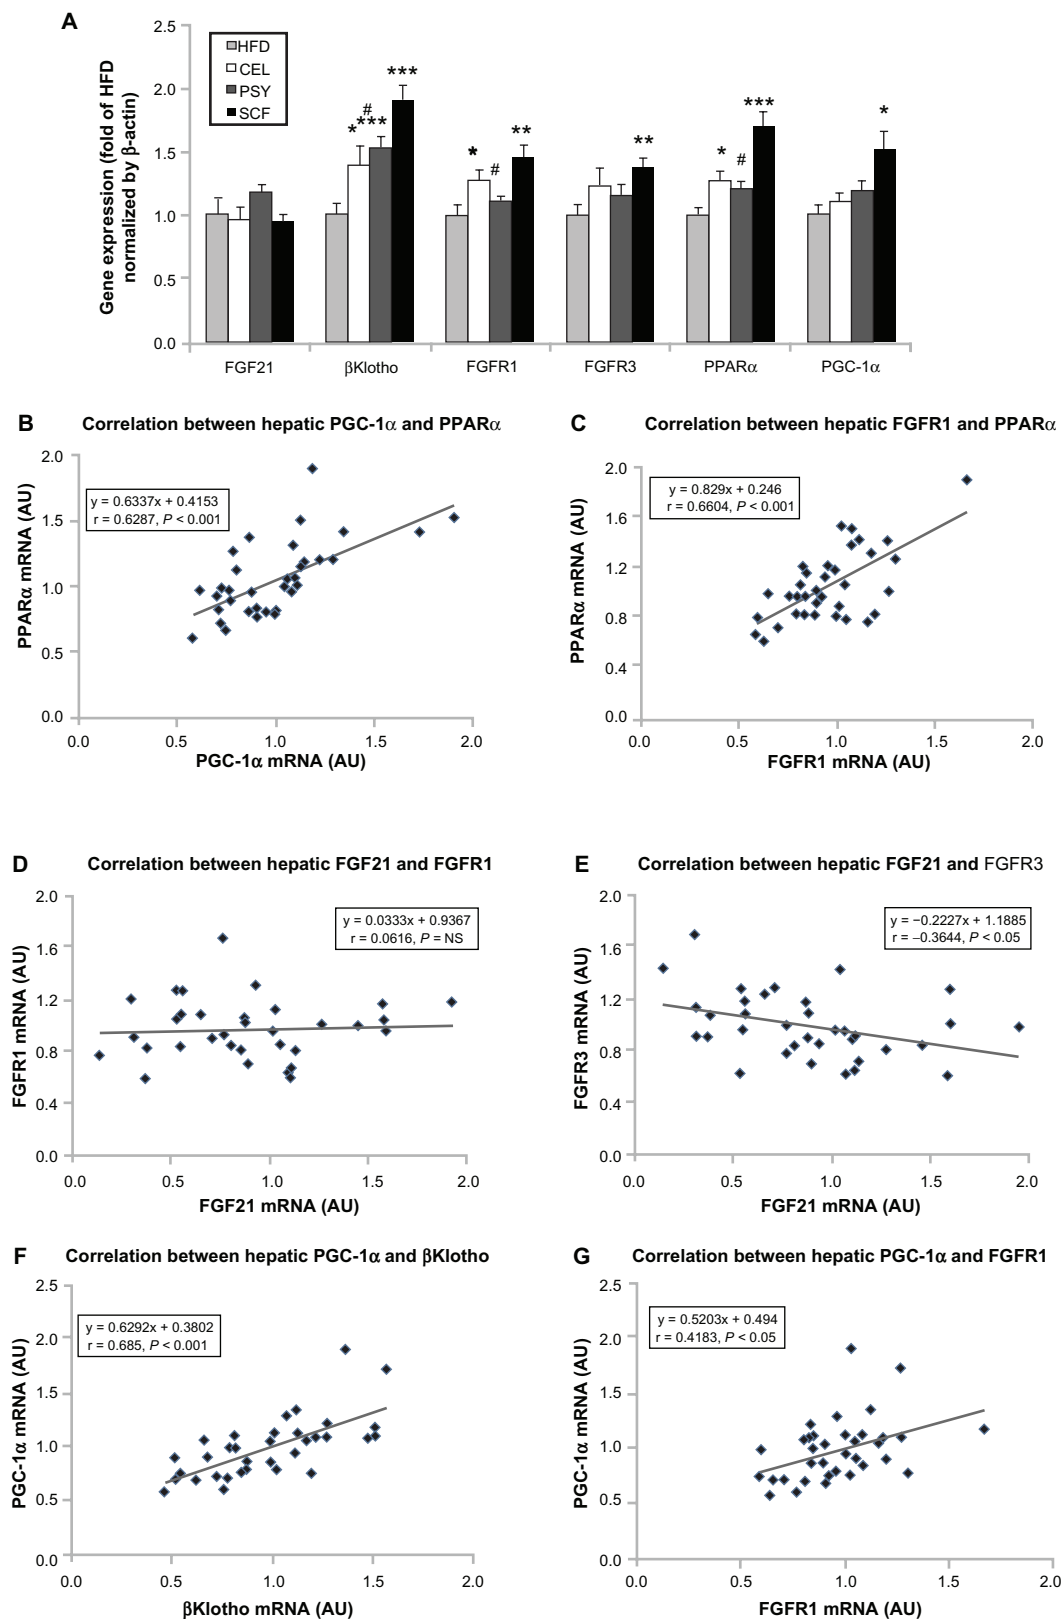 A
2.5
2.0
1.5
1.0
0.5
0.0
Gene expression (fold of HFD
normalized by β-actin)
HFD
CEL
PSY
SCF
#
* *** ***
* # **
**
* # ***
*
FGF21 βKlotho FGFR1 FGFR3 PPARα PGC-1α
B Correlation between hepatic PGC-1α and PPARα
2.0
1.5
1.0
0.5
0.0
PPARα mRNA (AU)
y = 0.6337x + 0.4153
r = 0.6287, P < 0.001
0.0 0.5 1.0 1.5 2.0
PGC-1α mRNA (AU)
C Correlation between hepatic FGFR1 and PPARα
2.0
1.6
1.2
0.8
0.4
0.0
PPARα mRNA (AU)
y = 0.829x + 0.246
r = 0.6604, P < 0.001
0.0 0.5 1.0 1.5 2.0
FGFR1 mRNA (AU)
D Correlation between hepatic FGF21 and FGFR1
2.0
1.6
1.2
0.8
0.4
0.0
FGFR1 mRNA (AU)
y = 0.0333x + 0.9367
r = 0.0616, P = NS
0.0 0.5 1.0 1.5 2.0
FGF21 mRNA (AU)
E Correlation between hepatic FGF21 and FGFR3
2.0
1.6
1.2
0.8
0.4
0.0
FGFR3 mRNA (AU)
y = −0.2227x + 1.1885
r = −0.3644, P < 0.05
0.0 0.5 1.0 1.5 2.0
FGF21 mRNA (AU)
F Correlation between hepatic PGC-1α and βKlotho
2.5
2.0
1.5
1.0
0.5
0.0
PGC-1α mRNA (AU)
y = 0.6292x + 0.3802
r = 0.685, P < 0.001
0.0 0.5 1.0 1.5 2.0
βKlotho mRNA (AU)
G Correlation between hepatic PGC-1α and FGFR1
2.5
2.0
1.5
1.0
0.5
0.0
PGC-1α mRNA (AU)
y = 0.5203x + 0.494
r = 0.4183, P < 0.05
0.0 0.5 1.0 1.5 2.0
FGFR1 mRNA (AU)